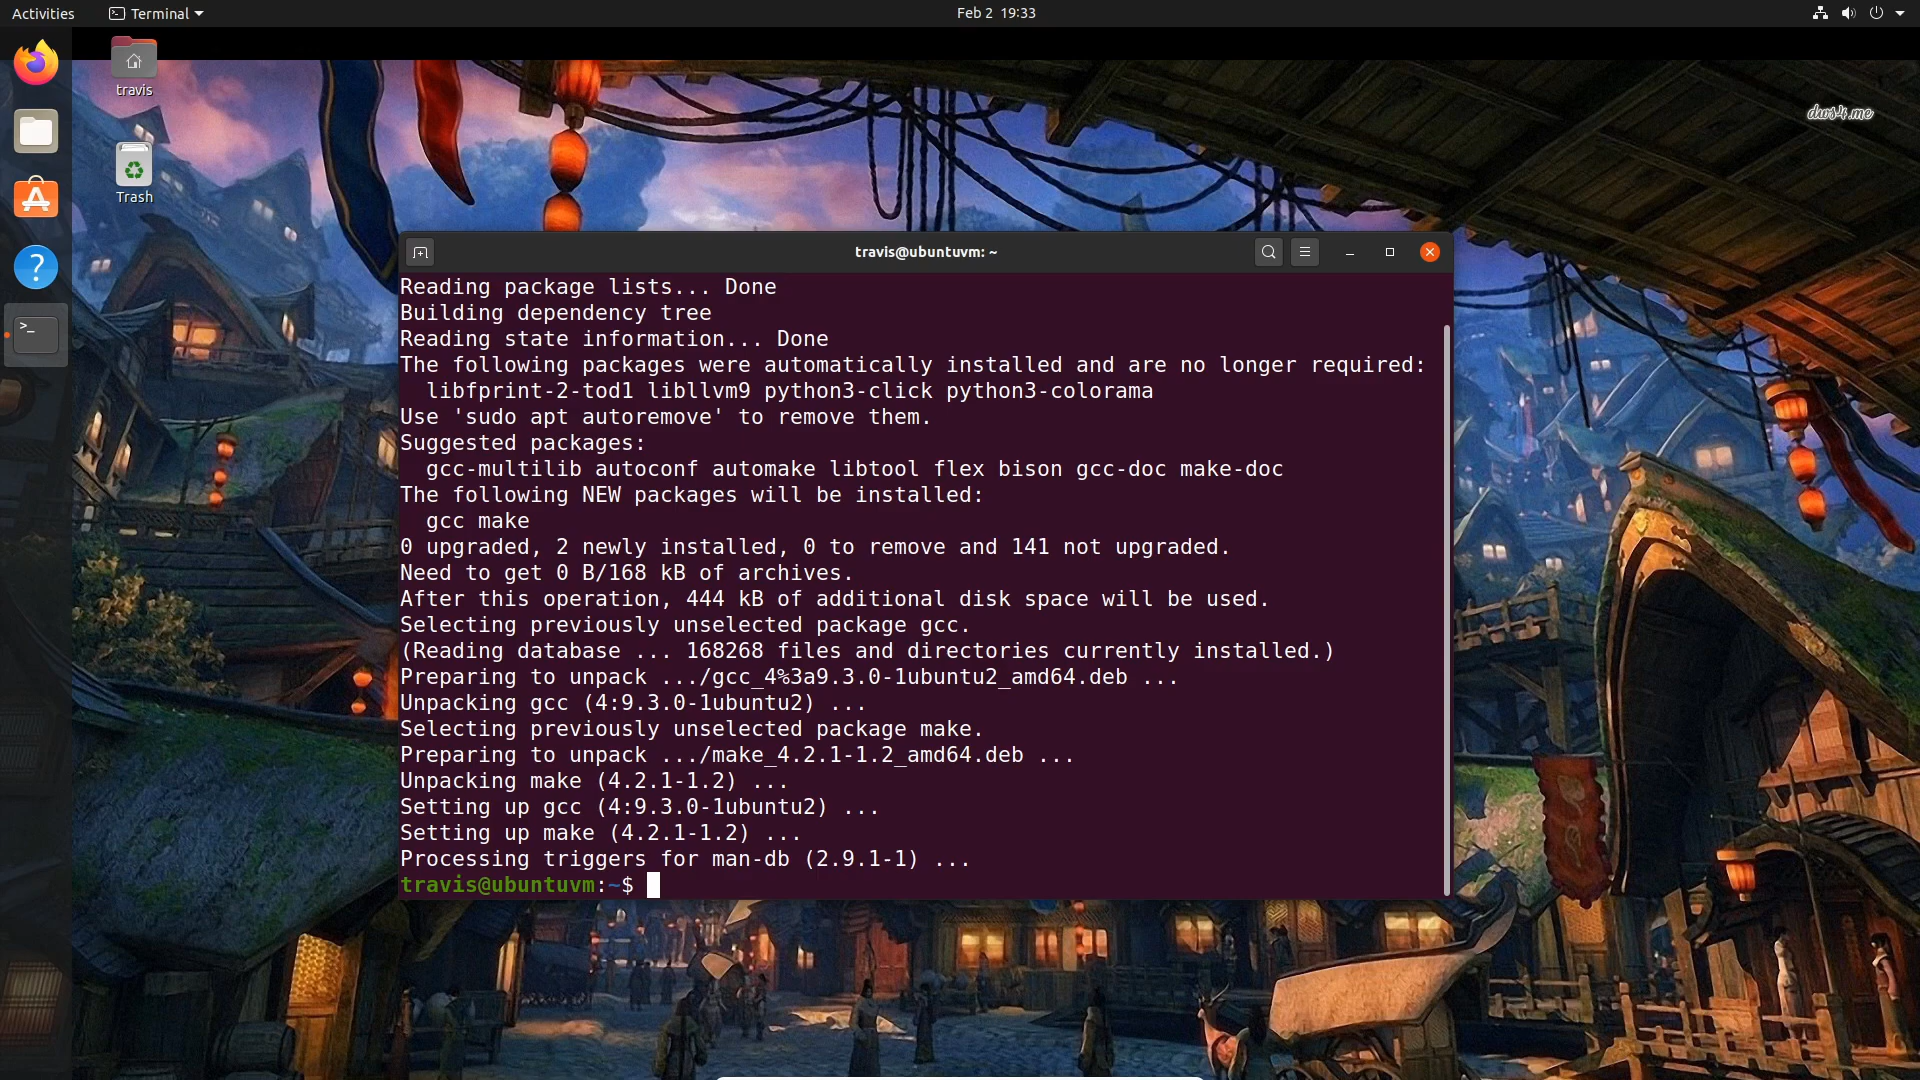 Activities
Terminal
Feb 2 19:33
travis
Trash
dws4.me
travis@ubuntuvm: ~
Reading package lists... Done
Building dependency tree
Reading state information... Done
The following packages were automatically installed and are no longer required:
  libfprint-2-tod1 libllvm9 python3-click python3-colorama
Use 'sudo apt autoremove' to remove them.
Suggested packages:
  gcc-multilib autoconf automake libtool flex bison gcc-doc make-doc
The following NEW packages will be installed:
  gcc make
0 upgraded, 2 newly installed, 0 to remove and 141 not upgraded.
Need to get 0 B/168 kB of archives.
After this operation, 444 kB of additional disk space will be used.
Selecting previously unselected package gcc.
(Reading database ... 168268 files and directories currently installed.)
Preparing to unpack .../gcc_4%3a9.3.0-1ubuntu2_amd64.deb ...
Unpacking gcc (4:9.3.0-1ubuntu2) ...
Selecting previously unselected package make.
Preparing to unpack .../make_4.2.1-1.2_amd64.deb ...
Unpacking make (4.2.1-1.2) ...
Setting up gcc (4:9.3.0-1ubuntu2) ...
Setting up make (4.2.1-1.2) ...
Processing triggers for man-db (2.9.1-1) ...
travis@ubuntuvm:~$